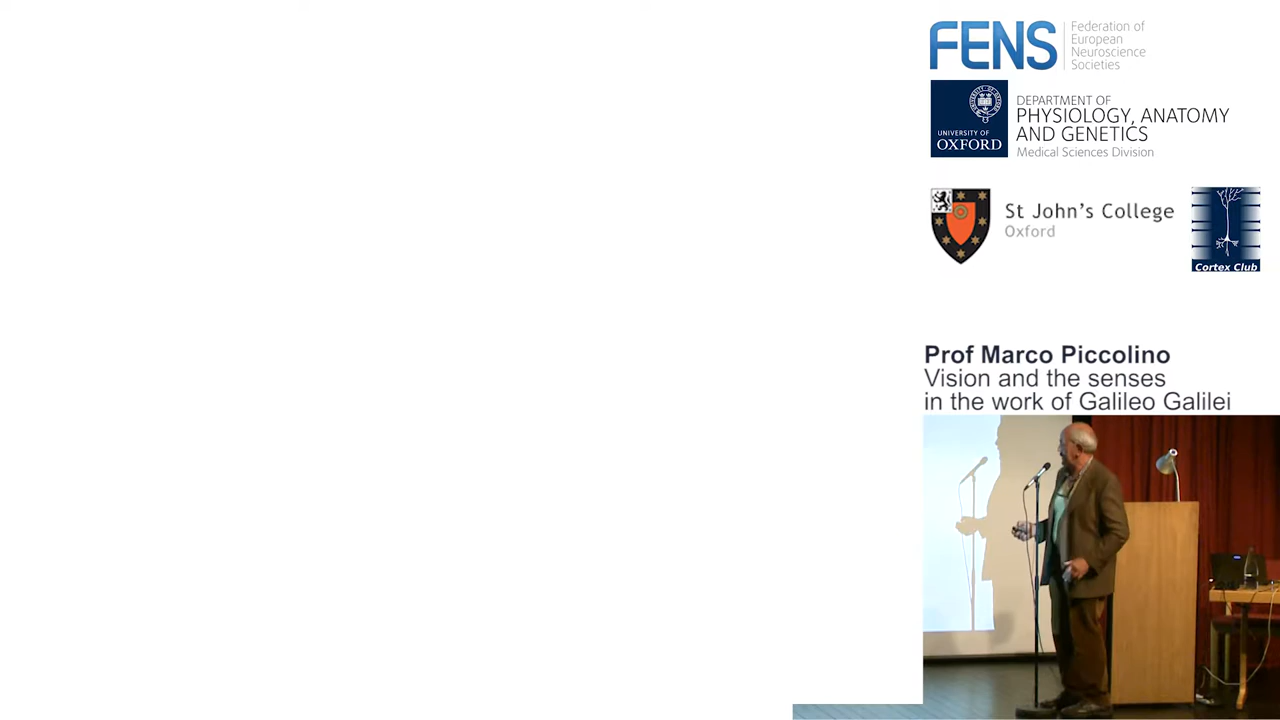 FENS
Federation of
European
Neuroscience
Societies
UNIVERSITY OF
OXFORD
DEPARTMENT OF
PHYSIOLOGY, ANATOMY
AND GENETICS
Medical Sciences Division
St John's College
Oxford
Cortex Club
Prof Marco Piccolino
Vision and the senses
in the work of Galileo Galilei